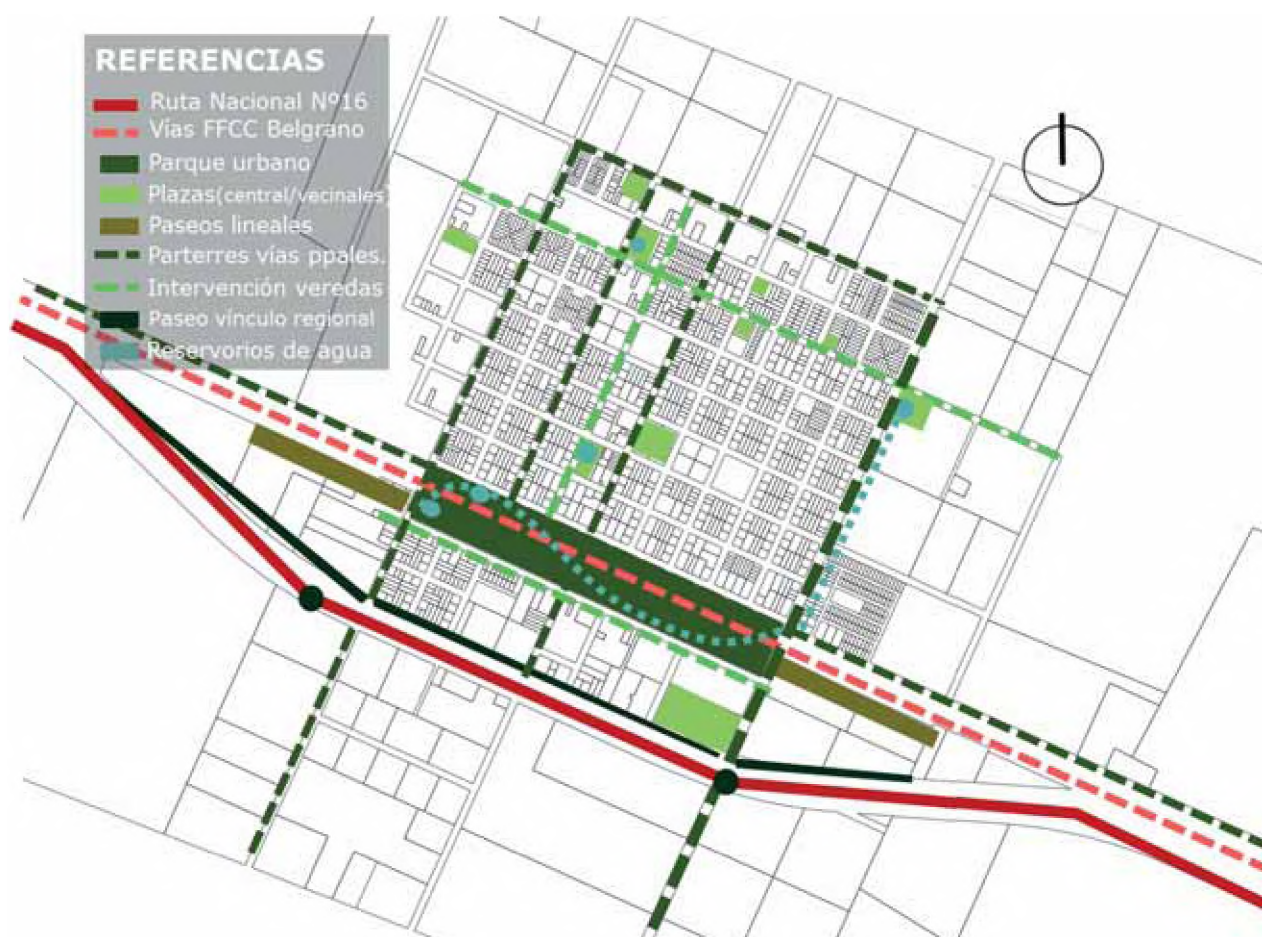 REFERENCIAS
Ruta Nacional Nº16
Vías FFCC Belgrano
Parque urbano
Plazas(central/vecinales)
Paseos lineales
Parterres vías ppales.
Intervención veredas
Paseo vínculo regional
Reservorios de agua